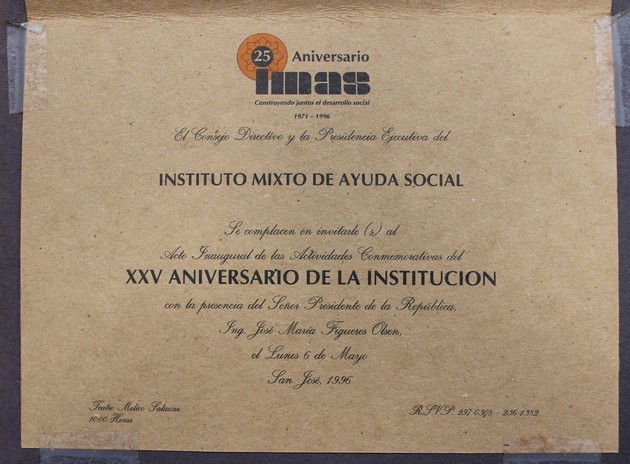 25 Aniversario
imas
Construyendo juntos el desarrollo social
1971 - 1996
El Consejo Directivo y la Presidencia Ejecutiva del
INSTITUTO MIXTO DE AYUDA SOCIAL
Se complacen en invitarle (s) al
Acto Inaugural de las Actividades Conmemorativas del
XXV ANIVERSARIO DE LA INSTITUCION
con la presencia del Señor Presidente de la República,
Ing. José María Figueres Olsen,
el Lunes 6 de Mayo
San José, 1996
Teatro Melico Salazar
10:00 Horas
R.S.V.P. 297-0308 - 236-1382